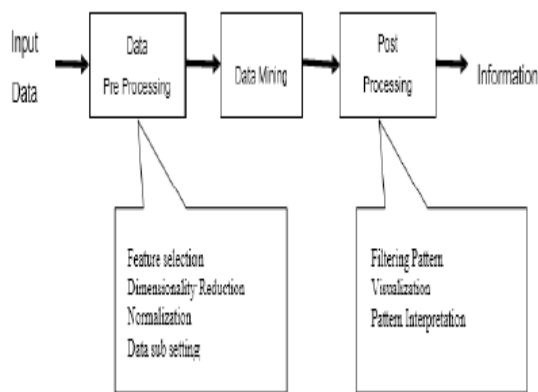 Input
Data
Data
Pre Processing
Data Mining
Post
Processing
Information
Feature selection
Dimensionality Reduction
Normalization
Data sub setting
Filtering Pattern
Visualization
Pattern Interpretation